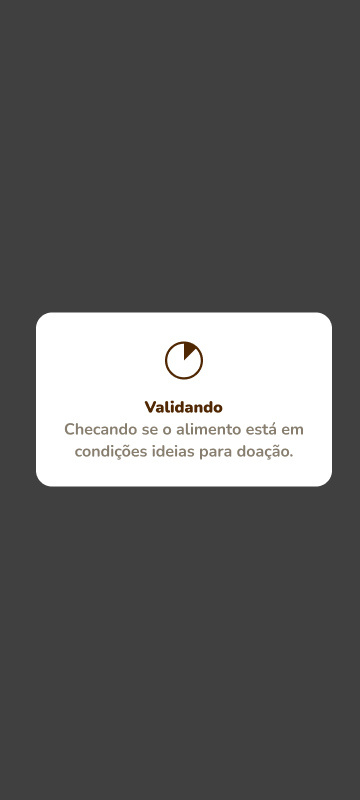 Validando
Checando se o alimento está em
condições ideias para doação.